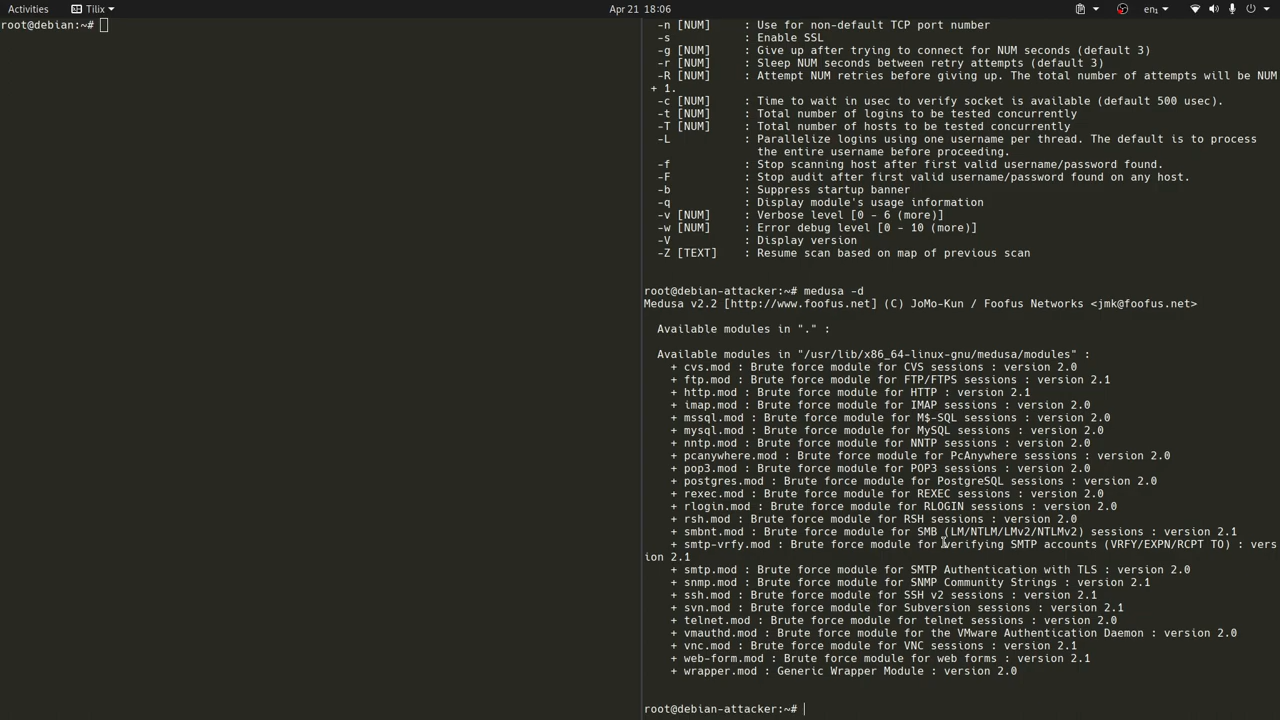 Activities
Tilix
Apr 21 18:06
en₁
root@debian:~#
-n [NUM] : Use for non-default TCP port number
-s : Enable SSL
-g [NUM] : Give up after trying to connect for NUM seconds (default 3)
-r [NUM] : Sleep NUM seconds between retry attempts (default 3)
-R [NUM] : Attempt NUM retries before giving up. The total number of attempts will be NUM
+ 1.
-c [NUM] : Time to wait in usec to verify socket is available (default 500 usec).
-t [NUM] : Total number of logins to be tested concurrently
-T [NUM] : Total number of hosts to be tested concurrently
-L : Parallelize logins using one username per thread. The default is to process
the entire username before proceeding.
-f : Stop scanning host after first valid username/password found.
-F : Stop audit after first valid username/password found on any host.
-b : Suppress startup banner
-q : Display module's usage information
-v [NUM] : Verbose level [0 - 6 (more)]
-w [NUM] : Error debug level [0 - 10 (more)]
-V : Display version
-Z [TEXT] : Resume scan based on map of previous scan
root@debian-attacker:~# medusa -d
Medusa v2.2 [http://www.foofus.net] (C) JoMo-Kun / Foofus Networks <jmk@foofus.net>
Available modules in "." :
Available modules in "/usr/lib/x86_64-linux-gnu/medusa/modules" :
+ cvs.mod : Brute force module for CVS sessions : version 2.0
+ ftp.mod : Brute force module for FTP/FTPS sessions : version 2.1
+ http.mod : Brute force module for HTTP : version 2.1
+ imap.mod : Brute force module for IMAP sessions : version 2.0
+ mssql.mod : Brute force module for M$-SQL sessions : version 2.0
+ mysql.mod : Brute force module for MySQL sessions : version 2.0
+ nntp.mod : Brute force module for NNTP sessions : version 2.0
+ pcanywhere.mod : Brute force module for PcAnywhere sessions : version 2.0
+ pop3.mod : Brute force module for POP3 sessions : version 2.0
+ postgres.mod : Brute force module for PostgreSQL sessions : version 2.0
+ rexec.mod : Brute force module for REXEC sessions : version 2.0
+ rlogin.mod : Brute force module for RLOGIN sessions : version 2.0
+ rsh.mod : Brute force module for RSH sessions : version 2.0
+ smbnt.mod : Brute force module for SMB (LM/NTLM/LMv2/NTLMv2) sessions : version 2.1
+ smtp-vrfy.mod : Brute force module for verifying SMTP accounts (VRFY/EXPN/RCPT TO) : vers
ion 2.1
+ smtp.mod : Brute force module for SMTP Authentication with TLS : version 2.0
+ snmp.mod : Brute force module for SNMP Community Strings : version 2.1
+ ssh.mod : Brute force module for SSH v2 sessions : version 2.1
+ svn.mod : Brute force module for Subversion sessions : version 2.1
+ telnet.mod : Brute force module for telnet sessions : version 2.0
+ vmauthd.mod : Brute force module for the VMware Authentication Daemon : version 2.0
+ vnc.mod : Brute force module for VNC sessions : version 2.1
+ web-form.mod : Brute force module for web forms : version 2.1
+ wrapper.mod : Generic Wrapper Module : version 2.0
root@debian-attacker:~#